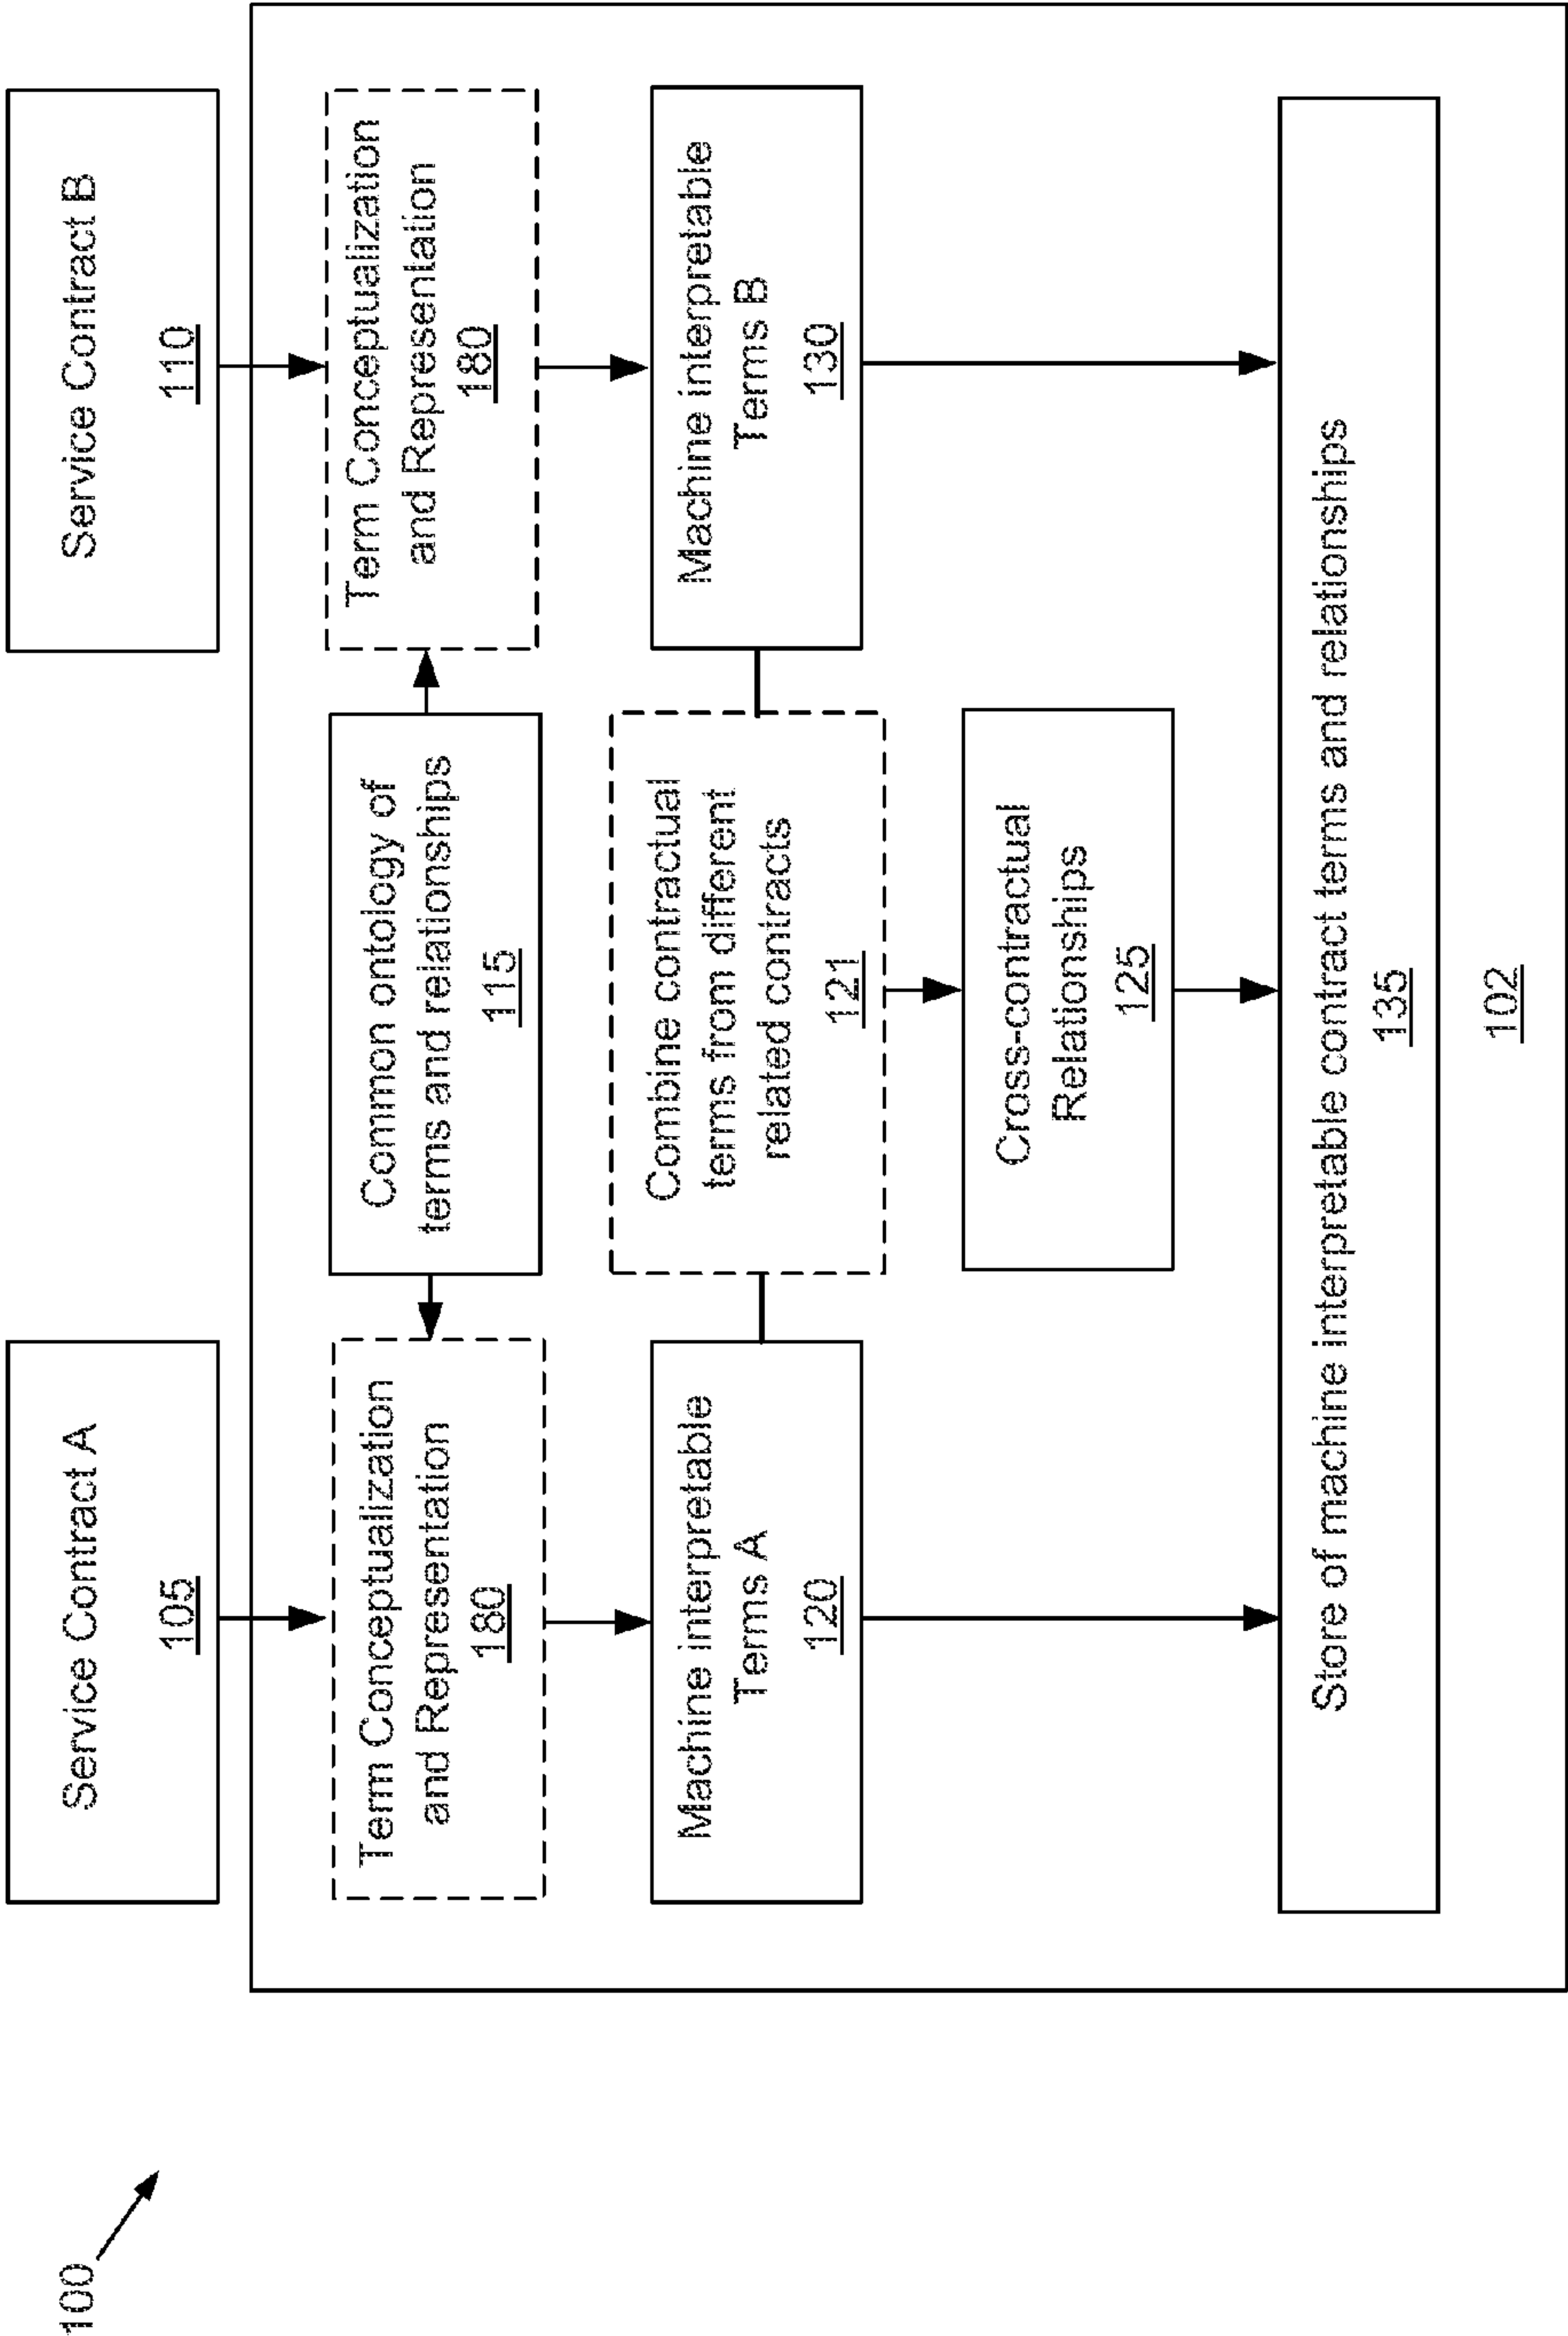 100
Service Contract A
105
Service Contract B
110
Term Conceptualization
and Representation
180
Common ontology of
terms and relationships
115
Term Conceptualization
and Representation
180
Machine interpretable
Terms A
120
Combine contractual
terms from different
related contracts
121
Machine interpretable
Terms B
130
Cross-contractual
Relationships
125
Store of machine interpretable contract terms and relationships
135
102